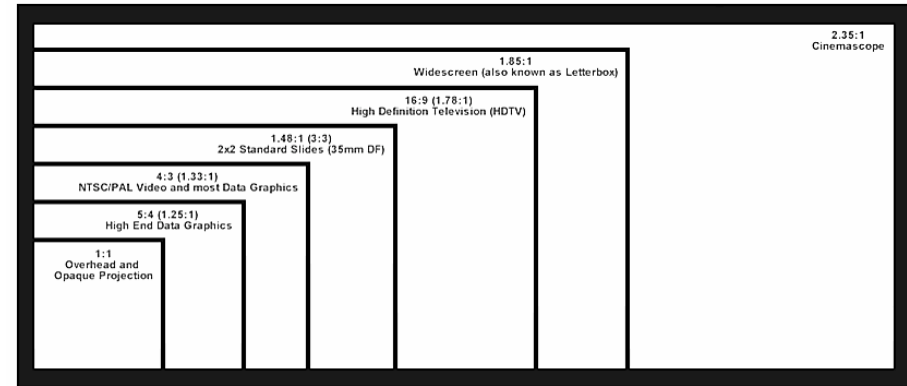 2.35:1
Cinemascope
1.85:1
Widescreen (also known as Letterbox)
16:9 (1.78:1)
High Definition Television (HDTV)
1.48:1 (3:3)
2x2 Standard Slides (35mm DF)
4:3 (1.33:1)
NTSC/PAL Video and most Data Graphics
5:4 (1.25:1)
High End Data Graphics
1:1
Overhead and
Opaque Projection